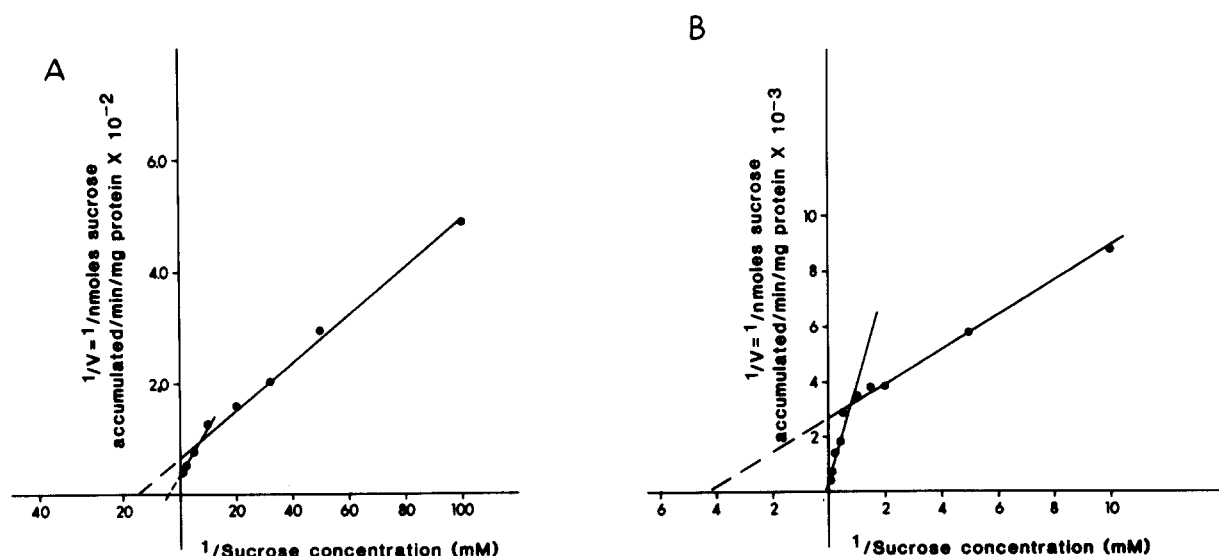 A
¹/V = ¹/nmoles sucrose
accumulated/min/mg protein X 10⁻²
6.0
4.0
2.0
40 20 20 40 60 80 100
¹/Sucrose concentration (mM)
B
¹/V = ¹/nmoles sucrose
accumulated/min/mg protein X 10⁻³
10
8
6
4
2
6 4 2 2 4 6 8 10
¹/Sucrose concentration (mM)